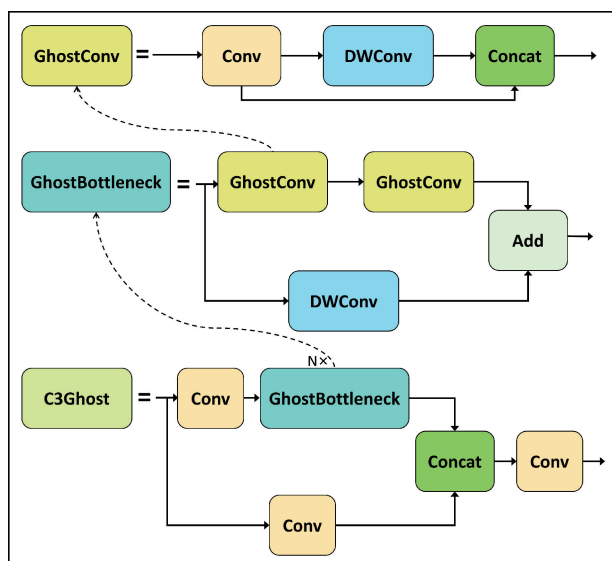 GhostConv = Conv DWConv Concat
GhostBottleneck = GhostConv GhostConv
Add
DWConv
N×
C3Ghost = Conv GhostBottleneck
Concat Conv
Conv